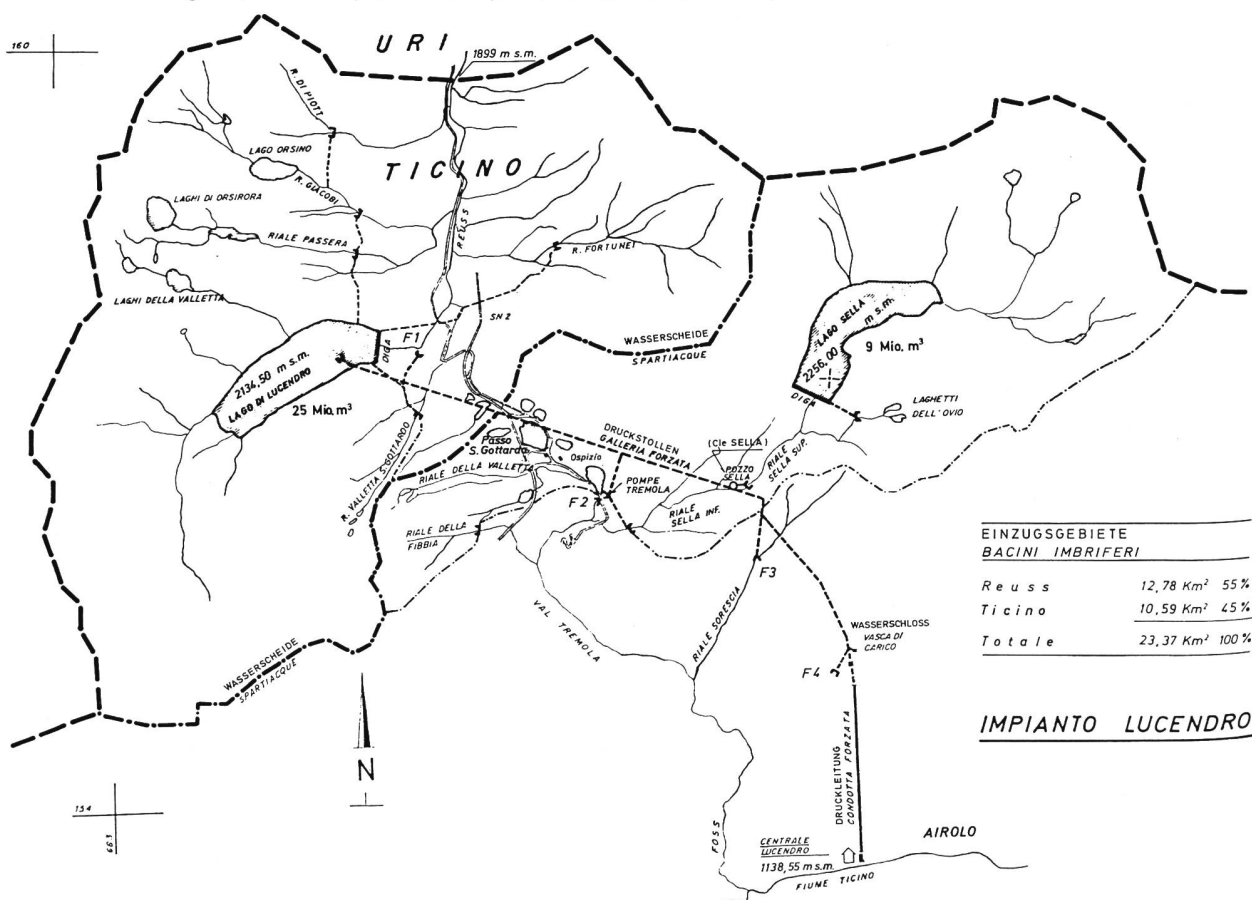 160
URI
1899 m s.m.
R. DI PIOTT
LAGO ORSINO
TICINO
R. GIACOBI
LAGHI DI ORSIRORA
RIALE PASSERA
REUSS
R. FORTUNEI
LAGHI DELLA VALLETTA
SN 2
F1
DIGA
WASSERSCHEIDE
SPARTIACQUE
LAGO SELLA
2256,00 m s.m.
9 Mio. m³
2134,50 m s.m.
LAGO DI LUCENDRO
25 Mio. m³
DIGA
LAGHETTI
DELL'OVIO
DRUCKSTOLLEN
GALLERIA FORZATA
(Cle SELLA)
POZZO
SELLA
RIALE
SELLA SUP.
Passo
S. Gottardo
Ospizio
R. VALLETTA S. GOTTARDO
RIALE DELLA VALLETTA
POMPE
TREMOLA
F2
RIALE
SELLA INF.
RIALE DELLA
FIBBIA
F3
EINZUGSGEBIETE
BACINI IMBRIFERI
Reuss 12,78 Km² 55%
Ticino 10,59 Km² 45%
Totale 23,37 Km² 100%
VAL TREMOLA
RIALE SORESCIA
WASSERSCHLOSS
VASCA DI
CARICO
F4
WASSERSCHEIDE
SPARTIACQUE
IMPIANTO LUCENDRO
N
DRUCKLEITUNG
CONDOTTA FORZATA
154
663
FOSS
CENTRALE
LUCENDRO
1138,55 m s.m.
AIROLO
FIUME TICINO